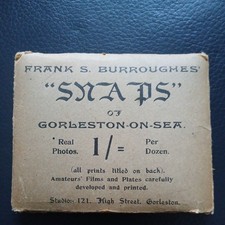 FRANK S. BURROUGHES'
"SNAPS"
OF
GORLESTON-ON-SEA.
Real Photos. 1/= Per Dozen.
(all prints titled on back)
Amateurs' Films and Plates carefully
developed and printed.
Studio: 121, High Street, Gorleston.